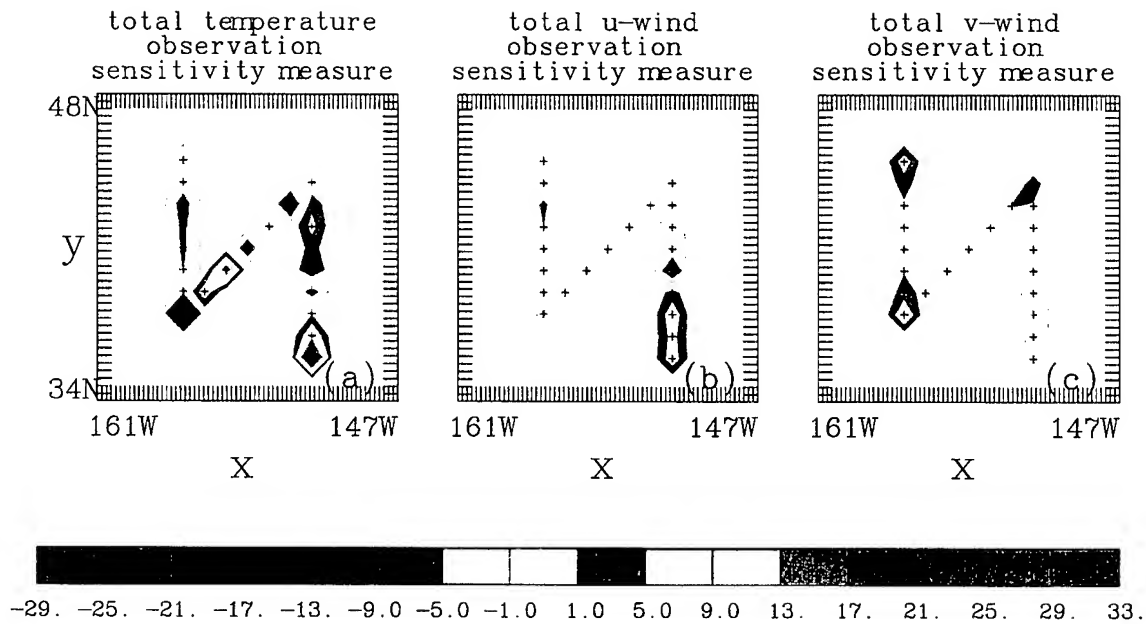 total temperature observation sensitivity measure
total u-wind observation sensitivity measure
total v-wind observation sensitivity measure
48N
y
34N
(a)
(b)
(c)
161W 147W
161W 147W
161W 147W
X
X
X
-29. -25. -21. -17. -13. -9.0 -5.0 -1.0 1.0 5.0 9.0 13. 17. 21. 25. 29. 33.